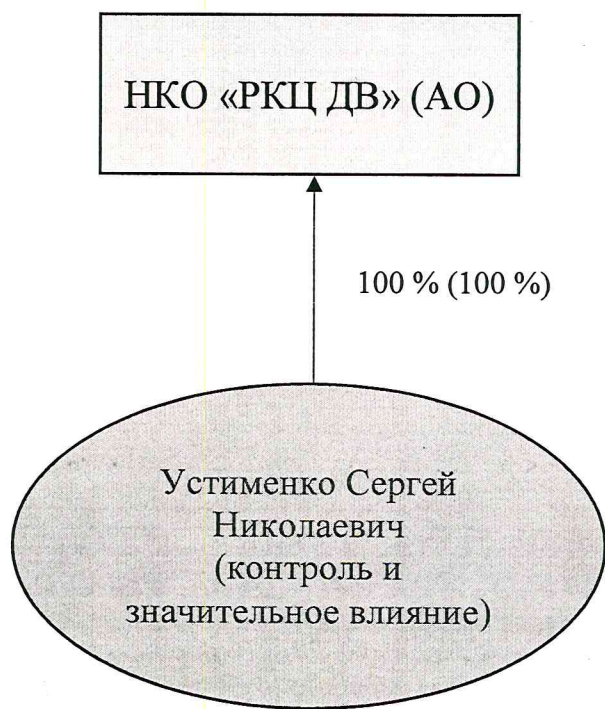 НКО «РКЦ ДВ» (АО)
100 % (100 %)
Устименко Сергей
Николаевич
(контроль и
значительное влияние)